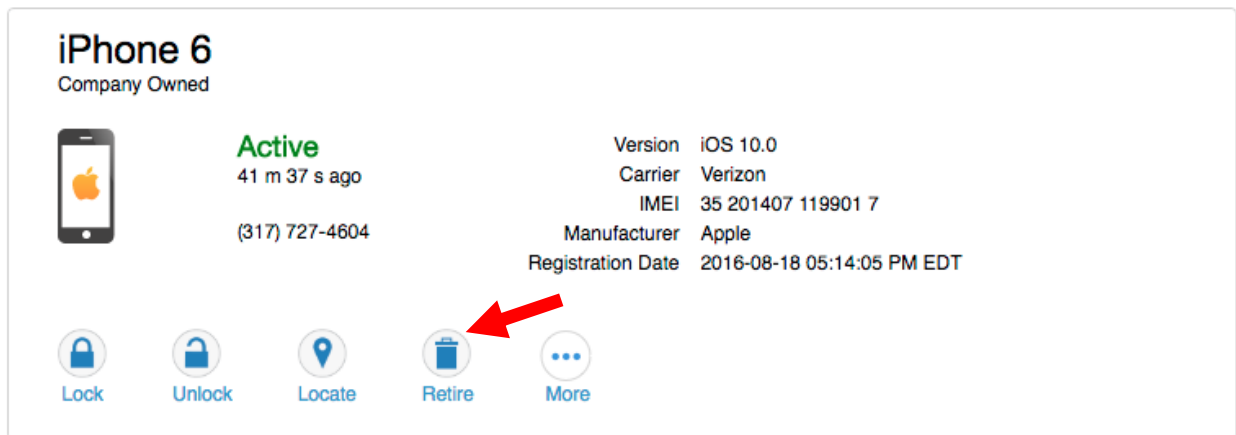 iPhone 6
Company Owned
Active
41 m 37 s ago
(317) 727-4604
Version iOS 10.0
Carrier Verizon
IMEI 35 201407 119901 7
Manufacturer Apple
Registration Date 2016-08-18 05:14:05 PM EDT
Lock Unlock Locate Retire More